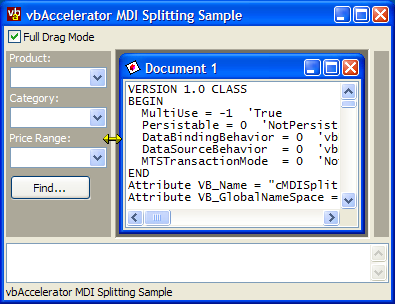 vbAccelerator MDI Splitting Sample
Full Drag Mode
Product:
Category:
Price Range:
Find...
Document 1
VERSION 1.0 CLASS
BEGIN
  MultiUse = -1  'True
  Persistable = 0  'NotPersist
  DataBindingBehavior = 0  'vb
  DataSourceBehavior  = 0  'vb
  MTSTransactionMode  = 0  'No
END
Attribute VB_Name = "cMDISplit
Attribute VB_GlobalNameSpace =
vbAccelerator MDI Splitting Sample